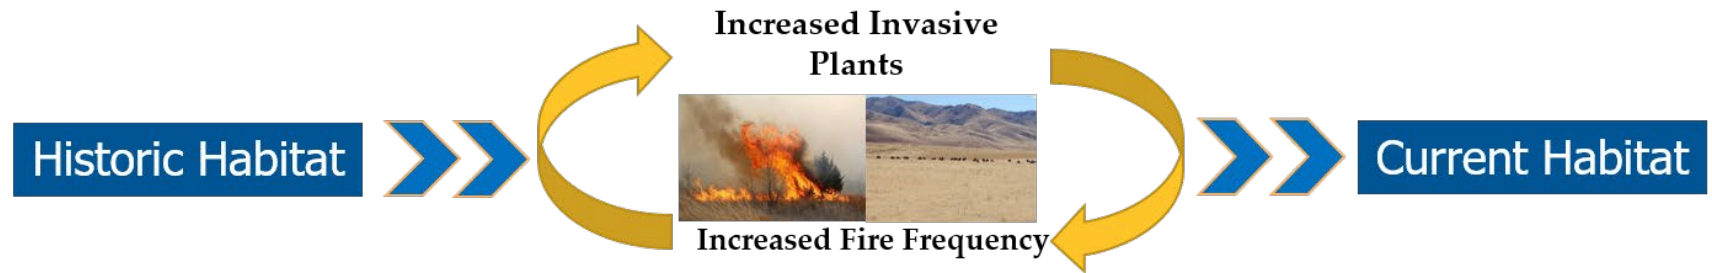 Increased Invasive
Plants
Historic Habitat
Current Habitat
Increased Fire Frequency